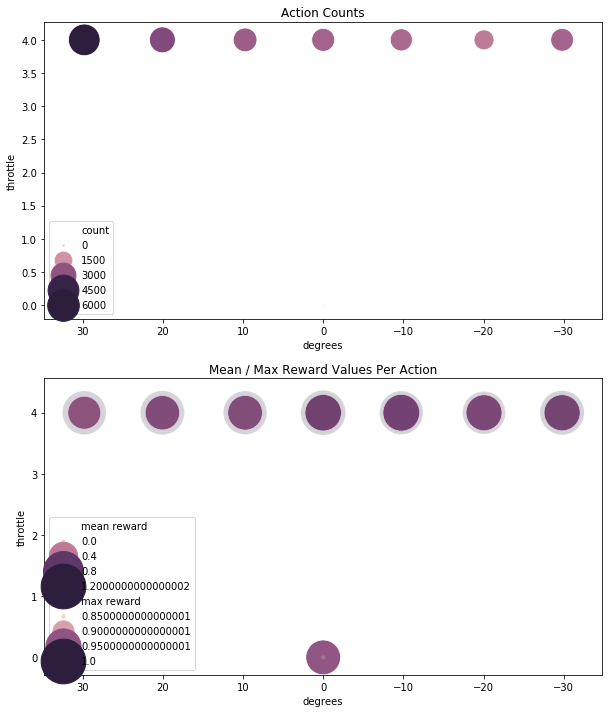 Action Counts
throttle
4.0
3.5
3.0
2.5
2.0
1.5
1.0
0.5
0.0
count
0
1500
3000
4500
6000
30 20 10 0 −10 −20 −30
degrees
Mean / Max Reward Values Per Action
throttle
4
3
2
1
0
mean reward
0.0
0.4
0.8
1.2000000000000002
max reward
0.8500000000000001
0.9000000000000001
0.9500000000000001
1.0
30 20 10 0 −10 −20 −30
degrees